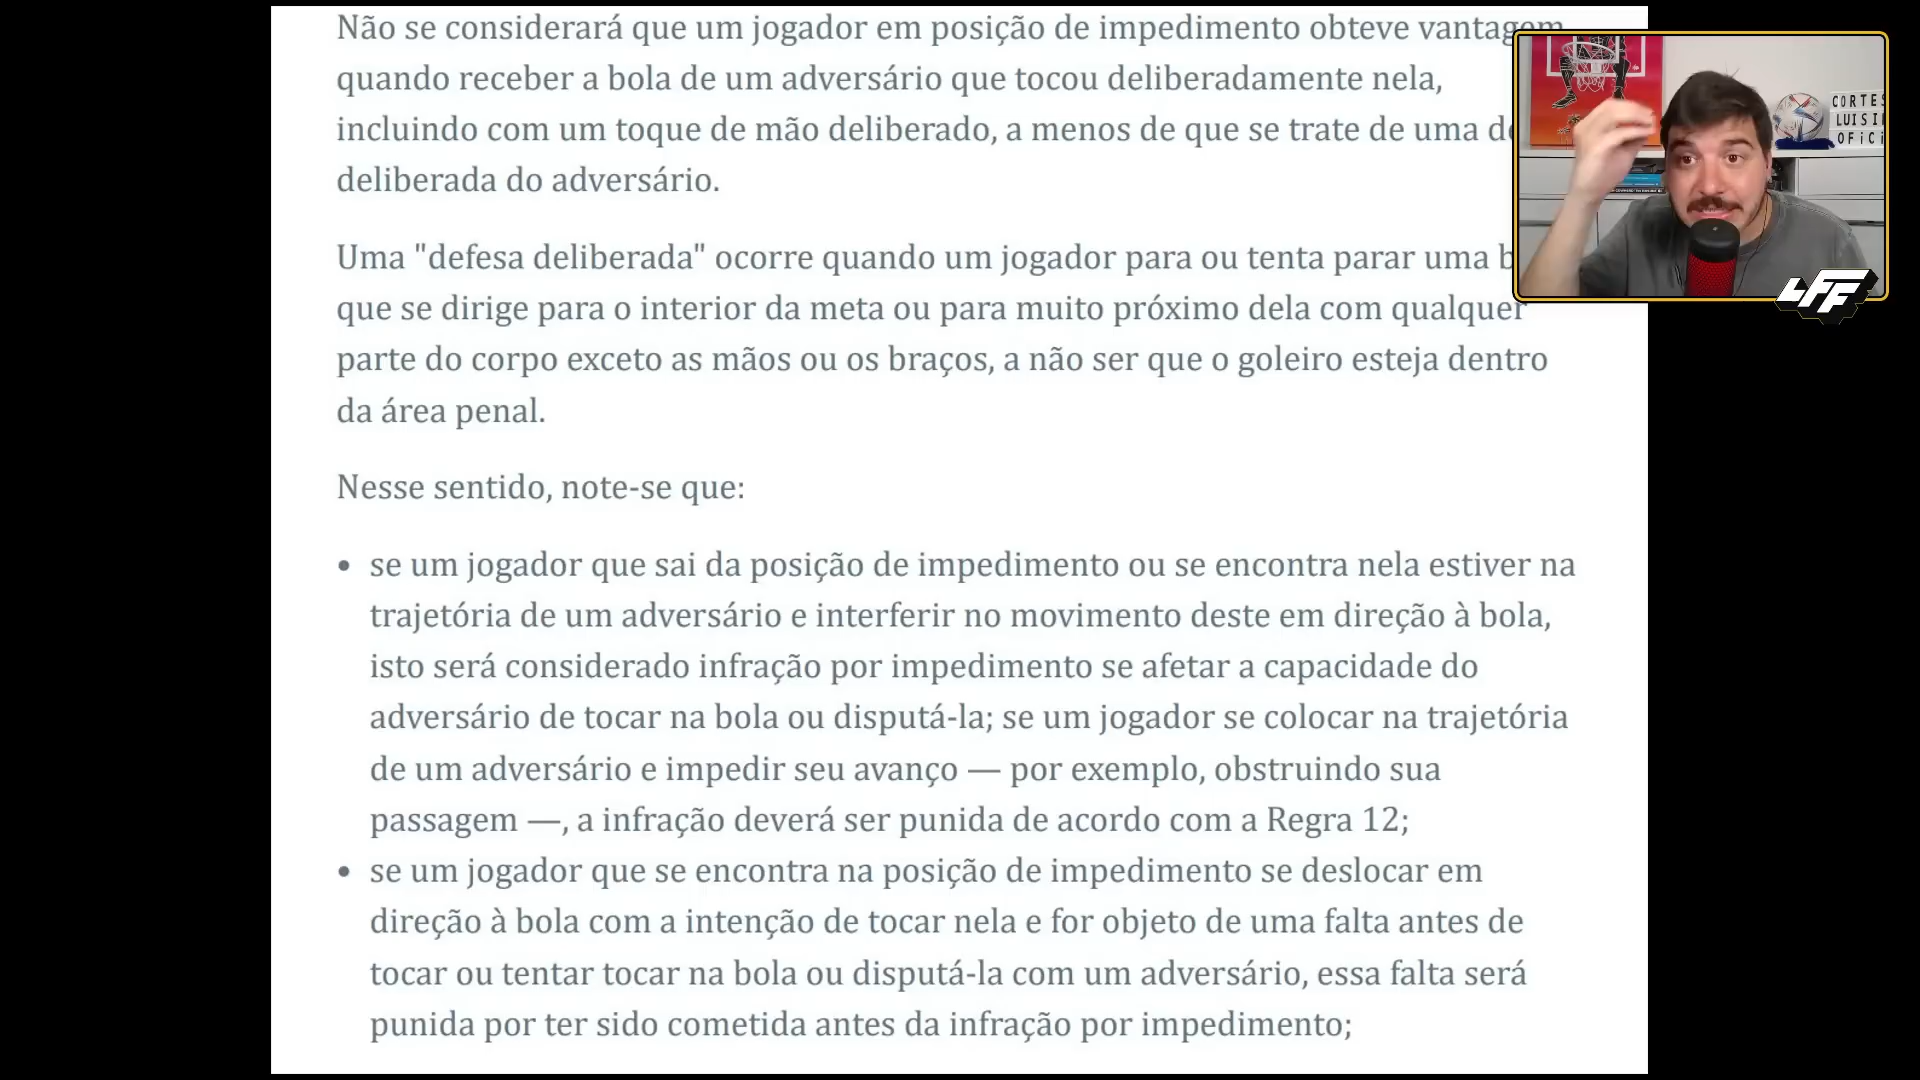 Não se considerará que um jogador em posição de impedimento obteve vantagem
quando receber a bola de um adversário que tocou deliberadamente nela,
incluindo com um toque de mão deliberado, a menos de que se trate de uma
deliberada do adversário.
Uma "defesa deliberada" ocorre quando um jogador para ou tenta parar uma
que se dirige para o interior da meta ou para muito próximo dela com qualquer
parte do corpo exceto as mãos ou os braços, a não ser que o goleiro esteja dentro
da área penal.
Nesse sentido, note-se que:
• se um jogador que sai da posição de impedimento ou se encontra nela estiver na
trajetória de um adversário e interferir no movimento deste em direção à bola,
isto será considerado infração por impedimento se afetar a capacidade do
adversário de tocar na bola ou disputá-la; se um jogador se colocar na trajetória
de um adversário e impedir seu avanço — por exemplo, obstruindo sua
passagem —, a infração deverá ser punida de acordo com a Regra 12;
• se um jogador que se encontra na posição de impedimento se deslocar em
direção à bola com a intenção de tocar nela e for objeto de uma falta antes de
tocar ou tentar tocar na bola ou disputá-la com um adversário, essa falta será
punida por ter sido cometida antes da infração por impedimento;
CORTES
LUISI
OFiCi
LFF